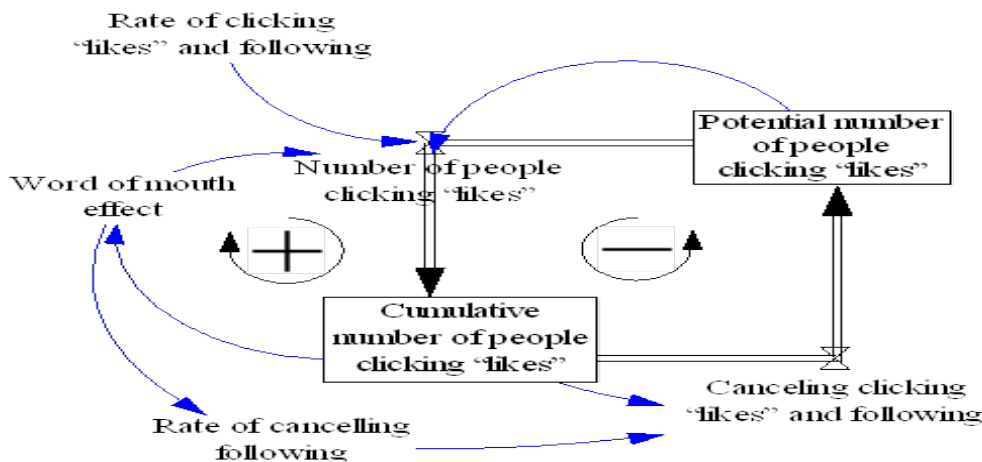 Rate of clicking
“likes” and following
Potential number
of people
clicking “likes”
Number of people
clicking “likes”
Word of mouth
effect
Cumulative
number of people
clicking “likes”
Canceling clicking
“likes” and following
Rate of cancelling
following